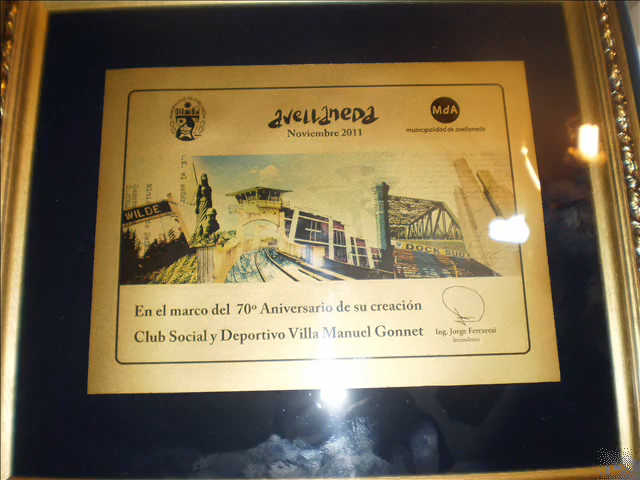 avellaneda
Noviembre 2011
MdA
municipalidad de avellaneda
WILDE
DOCK SUD
En el marco del 70º Aniversario de su creación
Club Social y Deportivo Villa Manuel Gonnet
Ing. Jorge Ferraresi
Intendente